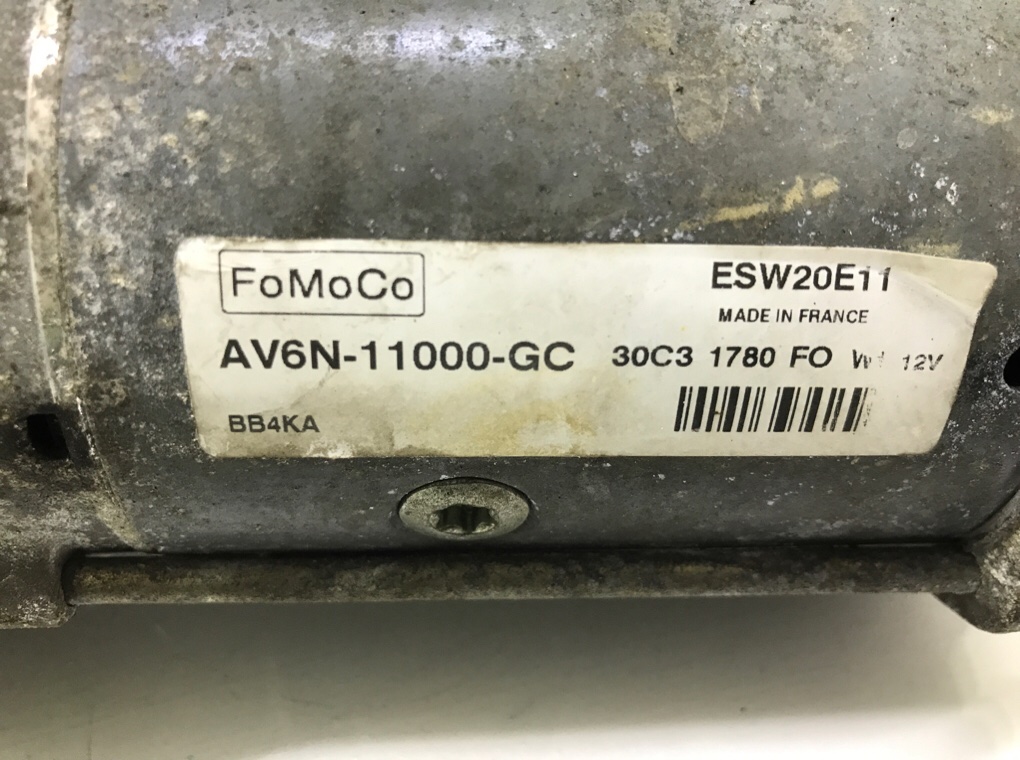 FoMoCo
ESW20E11
MADE IN FRANCE
AV6N-11000-GC 30C3 1780 FO 12V
BB4KA